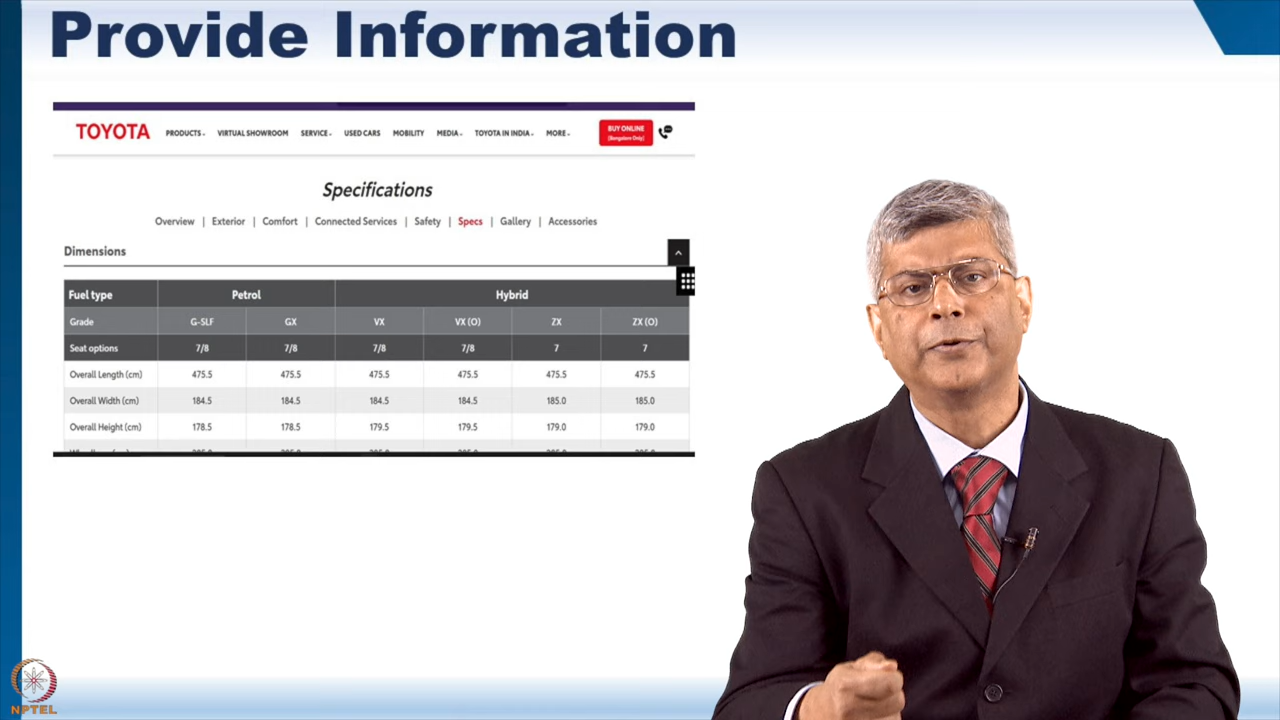 Provide Information
TOYOTA PRODUCTS VIRTUAL SHOWROOM SERVICE USED CARS MOBILITY MEDIA TOYOTA IN INDIA MORE BUY ONLINE
[Bangalore Only]
Specifications
Overview | Exterior | Comfort | Connected Services | Safety | Specs | Gallery | Accessories
Dimensions
Fuel type Petrol Hybrid
Grade G-SLF GX VX VX (O) ZX ZX (O)
Seat options 7/8 7/8 7/8 7/8 7 7
Overall Length (cm) 475.5 475.5 475.5 475.5 475.5 475.5
Overall Width (cm) 184.5 184.5 184.5 184.5 185.0 185.0
Overall Height (cm) 178.5 178.5 179.5 179.5 179.0 179.0
NPTEL